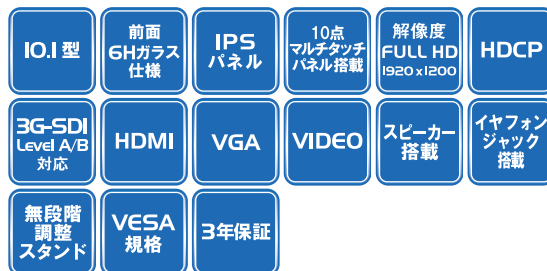 10.1 型
前面
6Hガラス
仕様
IPS
パネル
10点
マルチタッチ
パネル搭載
解像度
FULL HD
1920x1200
HDCP
3G-SDI
Level A/B
対応
HDMI
VGA
VIDEO
スピーカー
搭載
イヤフォン
ジャック
搭載
無段階
調整
スタンド
VESA
規格
3年保証